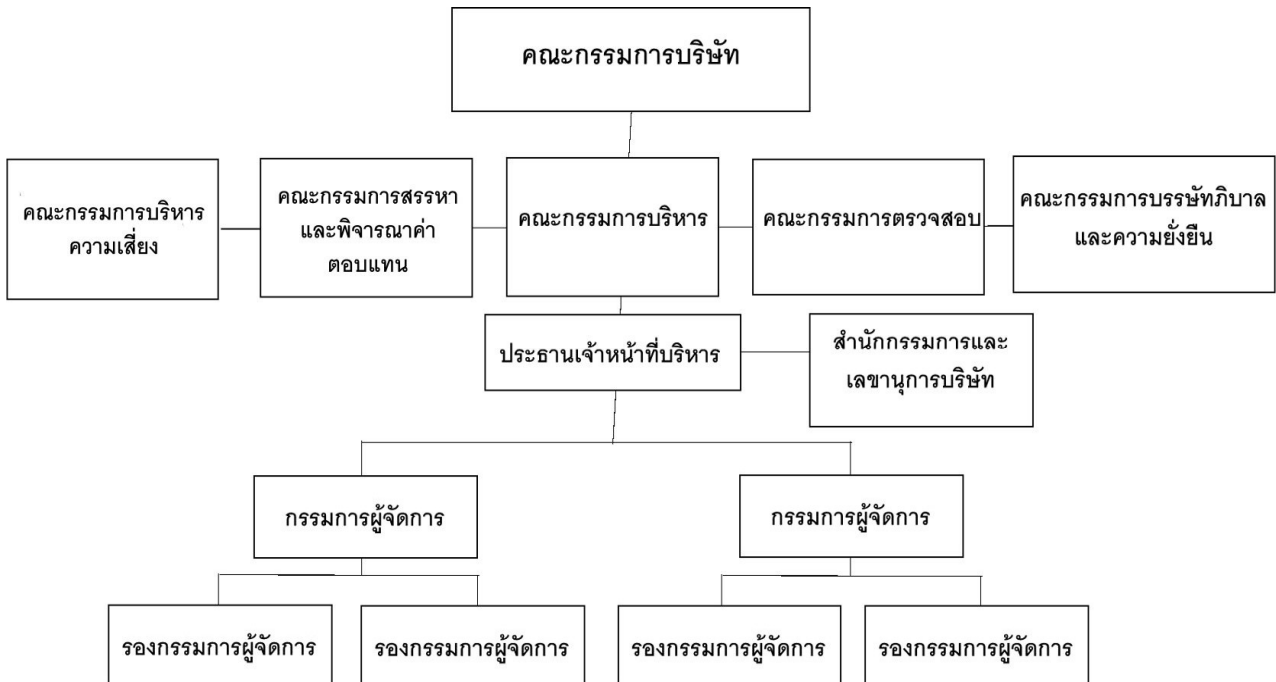 คณะกรรมการบริษัท
คณะกรรมการบริหาร
ความเสี่ยง
คณะกรรมการสรรหา
และพิจารณาค่า
ตอบแทน
คณะกรรมการบริหาร
คณะกรรมการตรวจสอบ
คณะกรรมการบรรษัทภิบาล
และความยั่งยืน
ประธานเจ้าหน้าที่บริหาร
สำนักกรรมการและ
เลขานุการบริษัท
กรรมการผู้จัดการ
กรรมการผู้จัดการ
รองกรรมการผู้จัดการ
รองกรรมการผู้จัดการ
รองกรรมการผู้จัดการ
รองกรรมการผู้จัดการ